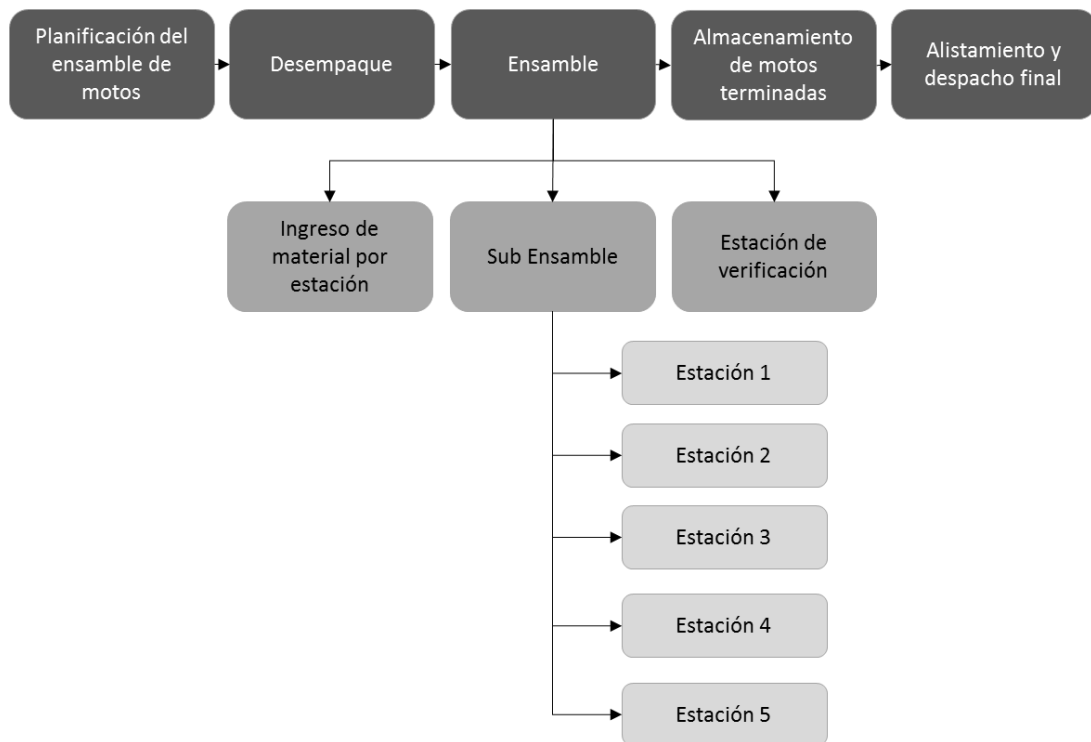 Planificación del
ensamble de
motos
Desempaque
Ensamble
Almacenamiento
de motos
terminadas
Alistamiento y
despacho final
Ingreso de
material por
estación
Sub Ensamble
Estación de
verificación
Estación 1
Estación 2
Estación 3
Estación 4
Estación 5